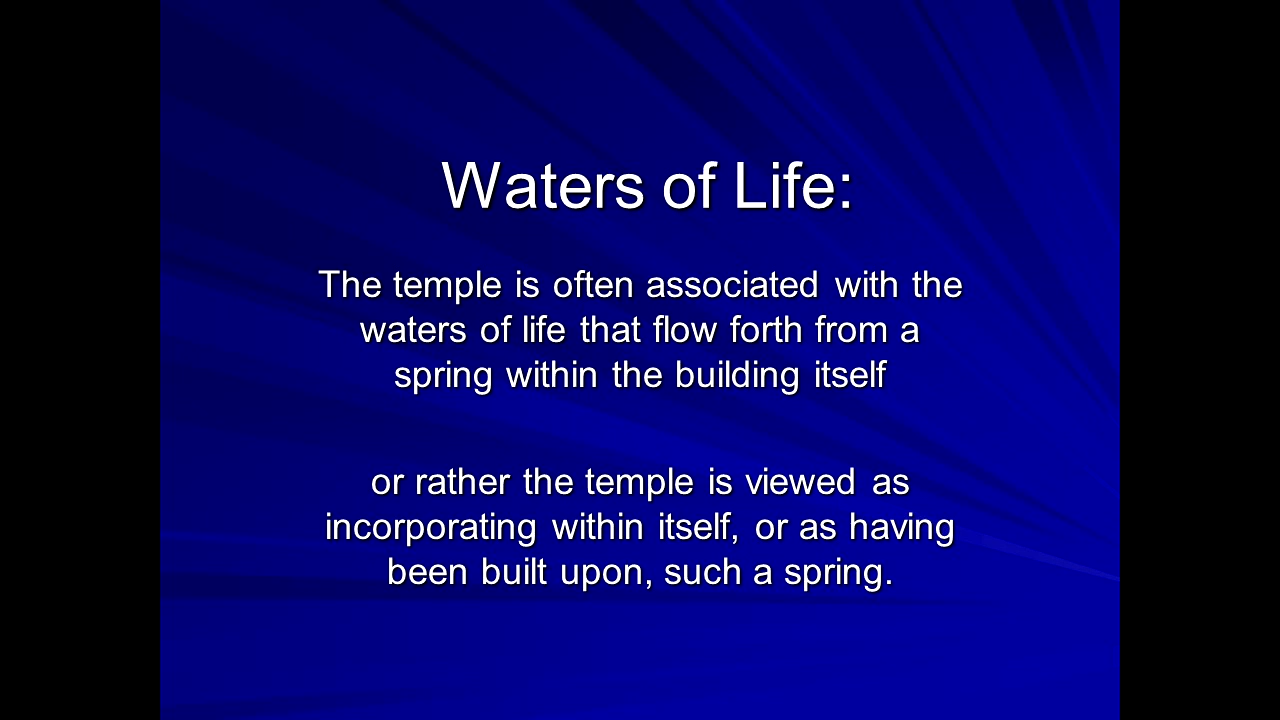 Waters of Life:
The temple is often associated with the
waters of life that flow forth from a
spring within the building itself
or rather the temple is viewed as
incorporating within itself, or as having
been built upon, such a spring.